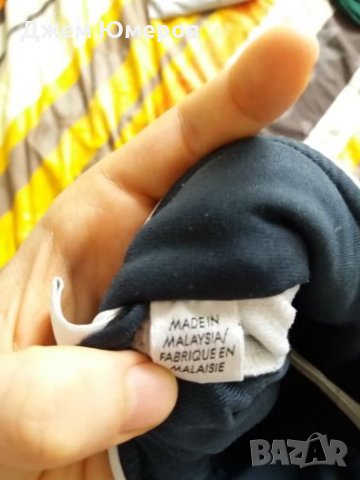 Джем Юмеров
MADE IN
MALAYSIA/
FABRIQUE EN
MALAISIE
BAZAR